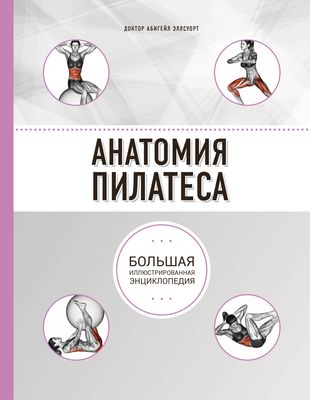 ДОКТОР АБИГЕЙЛ ЭЛЛСУОРТ
АНАТОМИЯ
ПИЛАТЕСА
БОЛЬШАЯ
ИЛЛЮСТРИРОВАННАЯ
ЭНЦИКЛОПЕДИЯ